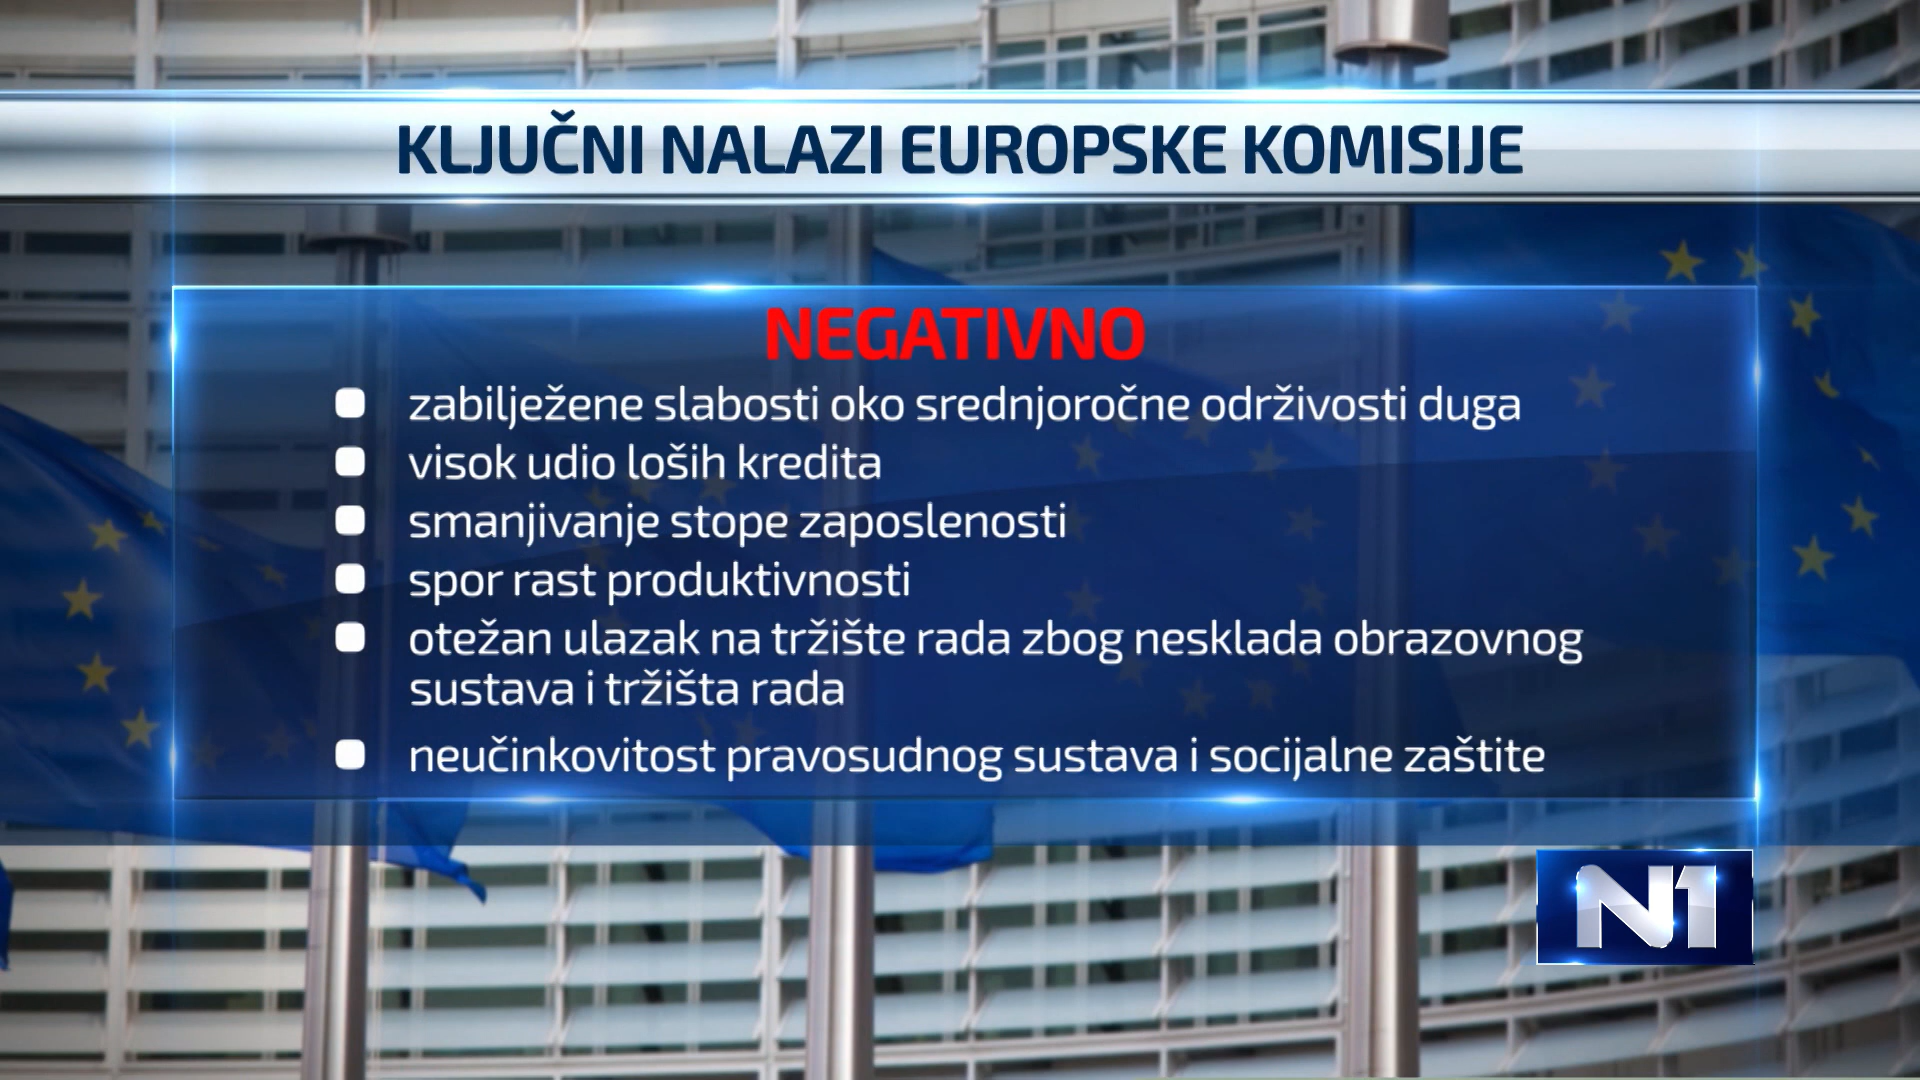 KLJUČNI NALAZI EUROPSKE KOMISIJE
NEGATIVNO
zabilježene slabosti oko srednjoročne održivosti duga
visok udio loših kredita
smanjivanje stope zaposlenosti
spor rast produktivnosti
otežan ulazak na tržište rada zbog nesklada obrazovnog
sustava i tržišta rada
neučinkovitost pravosudnog sustava i socijalne zaštite
N1